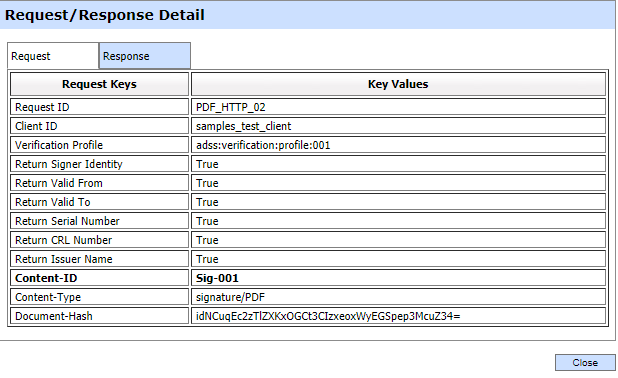 Request/Response Detail
Request Response
Request Keys Key Values
Request ID PDF_HTTP_02
Client ID samples_test_client
Verification Profile adss:verification:profile:001
Return Signer Identity True
Return Valid From True
Return Valid To True
Return Serial Number True
Return CRL Number True
Return Issuer Name True
Content-ID Sig-001
Content-Type signature/PDF
Document-Hash idNCuqEc2zTlZXKxOGCt3CIzxeoxWyEGSpep3McuZ34=
Close